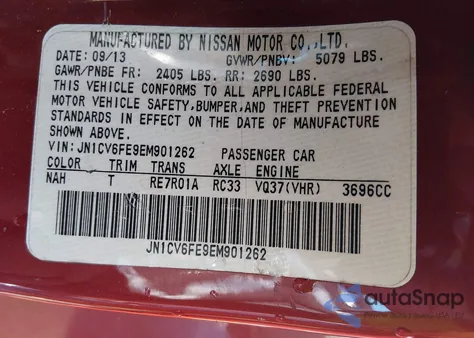 MANUFACTURED BY NISSAN MOTOR CO.,LTD.
DATE: 09/13 GVWR/PNBV: 5079 LBS.
GAWR/PNBE FR: 2405 LBS. RR: 2690 LBS.
THIS VEHICLE CONFORMS TO ALL APPLICABLE FEDERAL
MOTOR VEHICLE SAFETY,BUMPER,AND THEFT PREVENTION
STANDARDS IN EFFECT ON THE DATE OF MANUFACTURE
SHOWN ABOVE.
VIN: JN1CV6FE9EM901262 PASSENGER CAR
COLOR TRIM TRANS AXLE ENGINE
NAH T RE7R01A RC33 VQ37(VHR) 3696CC
JN1CV6FE9EM901262
autoSnap